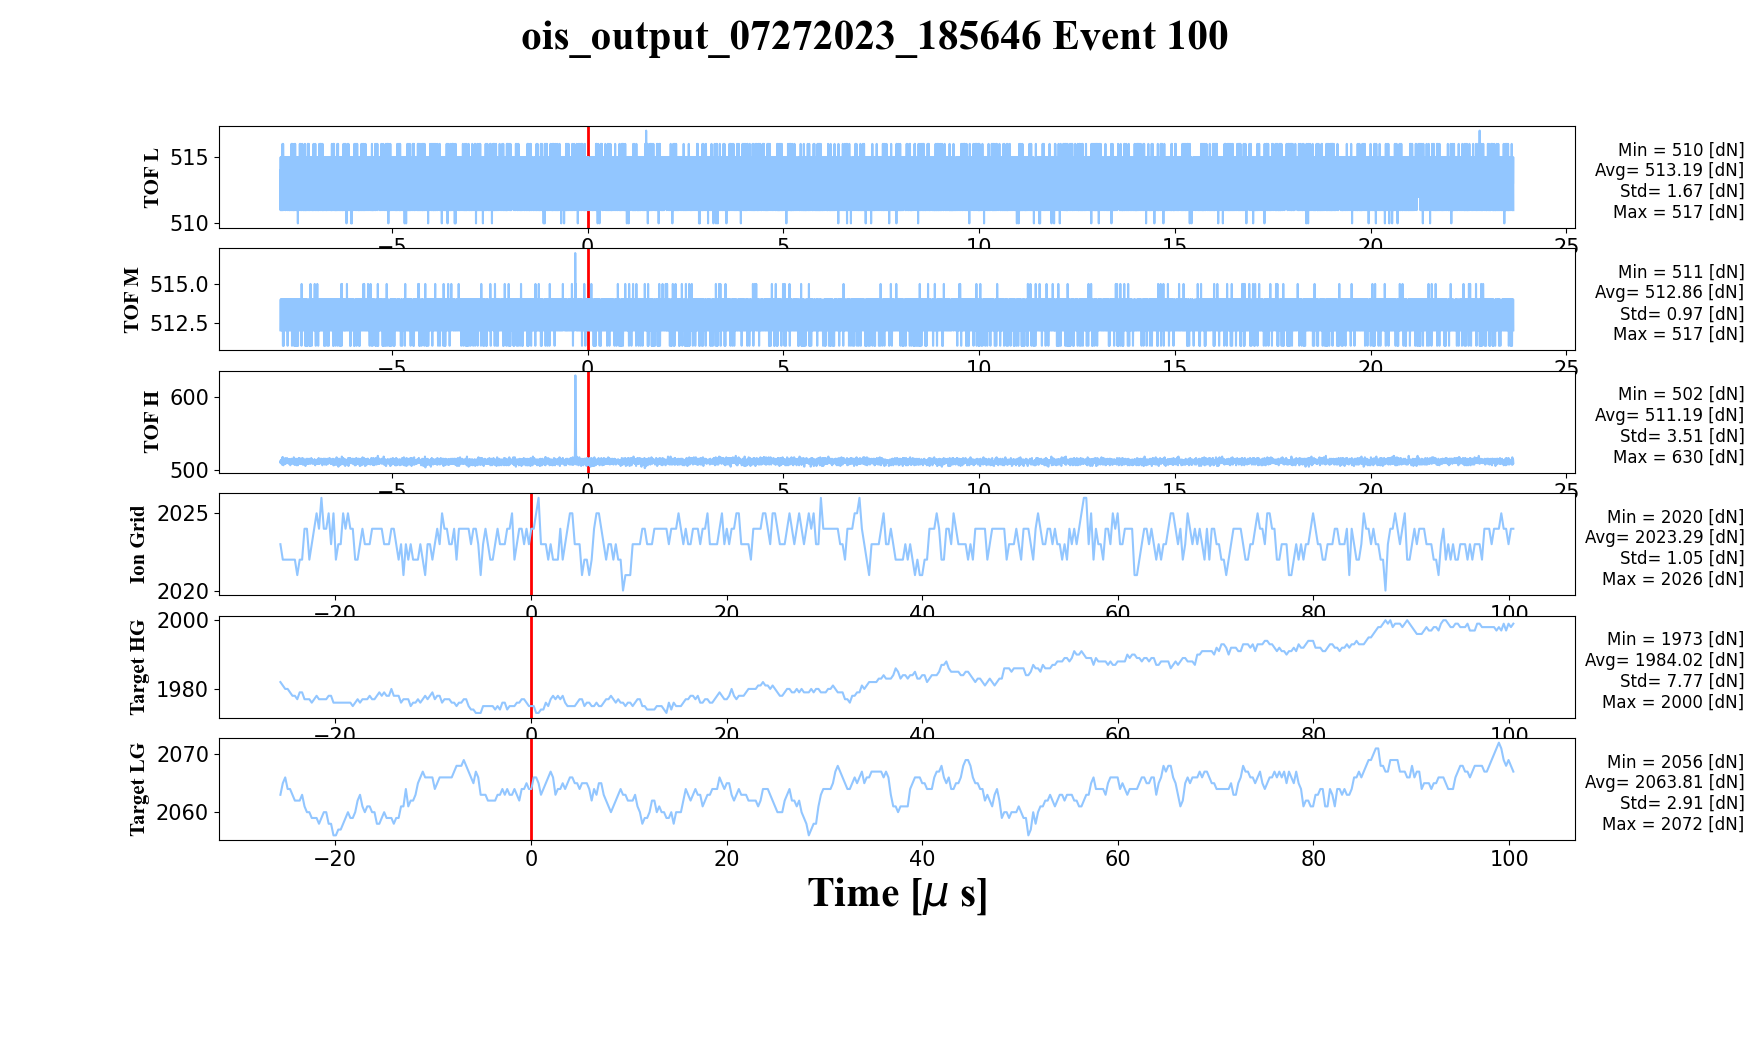 ois_output_07272023_185646 Event 100
TOF L
515
510
−5
0
5
10
15
20
25
Min = 510 [dN]
Avg= 513.19 [dN]
Std= 1.67 [dN]
Max = 517 [dN]
TOF M
515.0
512.5
−5
0
5
10
15
20
25
Min = 511 [dN]
Avg= 512.86 [dN]
Std= 0.97 [dN]
Max = 517 [dN]
TOF H
600
500
−5
0
5
10
15
20
25
Min = 502 [dN]
Avg= 511.19 [dN]
Std= 3.51 [dN]
Max = 630 [dN]
Ion Grid
2025
2020
−20
0
20
40
60
80
100
Min = 2020 [dN]
Avg= 2023.29 [dN]
Std= 1.05 [dN]
Max = 2026 [dN]
Target HG
2000
1980
−20
0
20
40
60
80
100
Min = 1973 [dN]
Avg= 1984.02 [dN]
Std= 7.77 [dN]
Max = 2000 [dN]
Target LG
2070
2060
−20
0
20
40
60
80
100
Min = 2056 [dN]
Avg= 2063.81 [dN]
Std= 2.91 [dN]
Max = 2072 [dN]
Time [μ s]